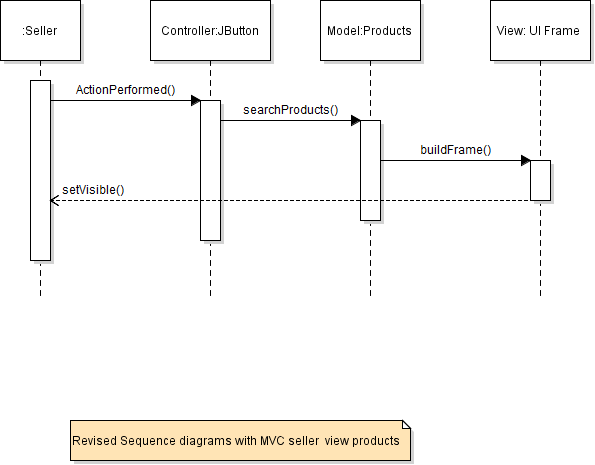 :Seller
Controller:JButton
Model:Products
View: UI Frame
ActionPerformed()
searchProducts()
buildFrame()
setVisible()
Revised Sequence diagrams with MVC seller view products